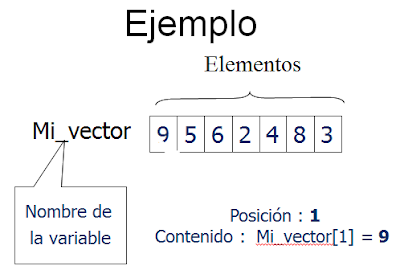 Ejemplo
Elementos
Mi_vector 9 5 6 2 4 8 3
Nombre de
la variable
Posición : 1
Contenido : Mi_vector[1] = 9